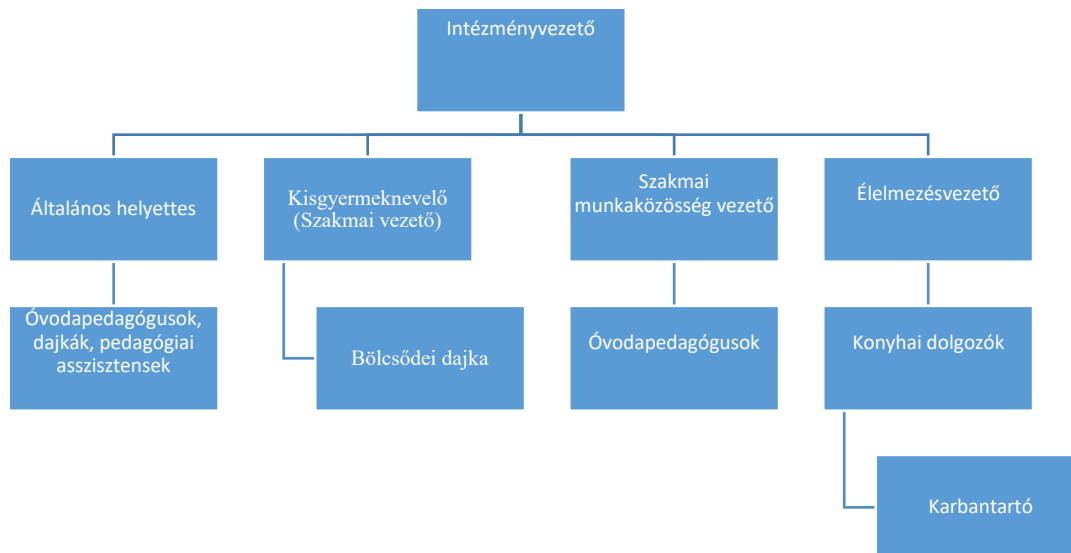 Intézményvezető
Általános helyettes
Kisgyermeknevelő
(Szakmai vezető)
Szakmai
munkaközösség vezető
Élelmezésvezető
Óvodapedagógusok,
dajkák, pedagógiai
asszisztensek
Bölcsődei dajka
Óvodapedagógusok
Konyhai dolgozók
Karbantartó